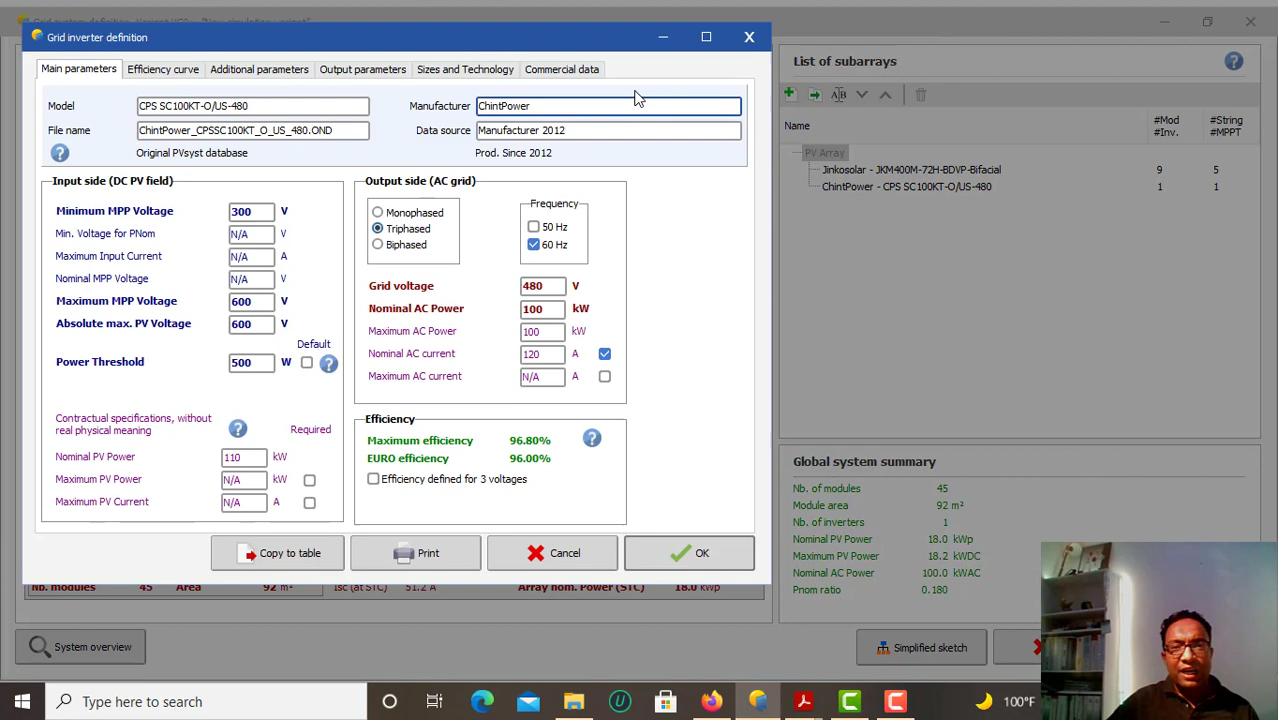 Grid inverter definition
Main parameters Efficiency curve Additional parameters Output parameters Sizes and Technology Commercial data
Model CPS SC100KT-O/US-480 Manufacturer ChintPower
File name ChintPower_CPSSC100KT_O_US_480.OND Data source Manufacturer 2012
Original PVsyst database Prod. Since 2012
Input side (DC PV field)
Minimum MPP Voltage 300 V
Min. Voltage for PNom N/A V
Maximum Input Current N/A A
Nominal MPP Voltage N/A V
Maximum MPP Voltage 600 V
Absolute max. PV Voltage 600 V
Default
Power Threshold 500 W
Contractual specifications, without
real physical meaning Required
Nominal PV Power 110 kW
Maximum PV Power N/A kW
Maximum PV Current N/A A
Output side (AC grid)
Monophased
Triphased
Biphased
Frequency
50 Hz
60 Hz
Grid voltage 480 V
Nominal AC Power 100 kW
Maximum AC Power 100 kW
Nominal AC current 120 A
Maximum AC current N/A A
Efficiency
Maximum efficiency 96.80%
EURO efficiency 96.00%
Efficiency defined for 3 voltages
Copy to table Print Cancel OK
List of subarrays
Name #Mod #String
#Inv. #MPPT
PV Array
Jinkosolar - JKM400M-72H-BDVP-Bifacial 9 5
ChintPower - CPS SC100KT-O/US-480 1 1
Global system summary
Nb. of modules 45
Module area 92 m²
Nb. of inverters 1
Nominal PV Power 18.0 kWp
Maximum PV Power 18.2 kWDC
Nominal AC Power 100.0 kWAC
Pnom ratio 0.180
Nb. modules 45 Area 92 m² Isc (at STC) 51.2 A Array nom. Power (STC) 18.0 kWp
System overview Simplified sketch
Type here to search 100°F